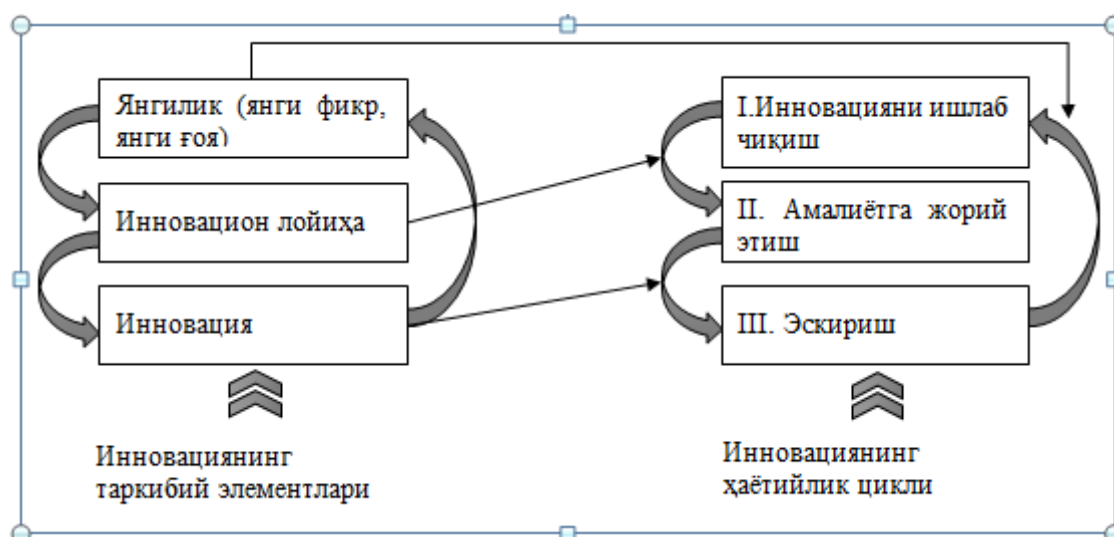 Янгилик (янги фикр,
янги ғоя)
Инновацион лойиҳа
Инновация
Инновациянинг
таркибий элементлари
I.Инновацияни ишлаб
чиқиш
II. Амалиётга жорий
этиш
III. Эскириш
Инновациянинг
ҳаётийлик цикли